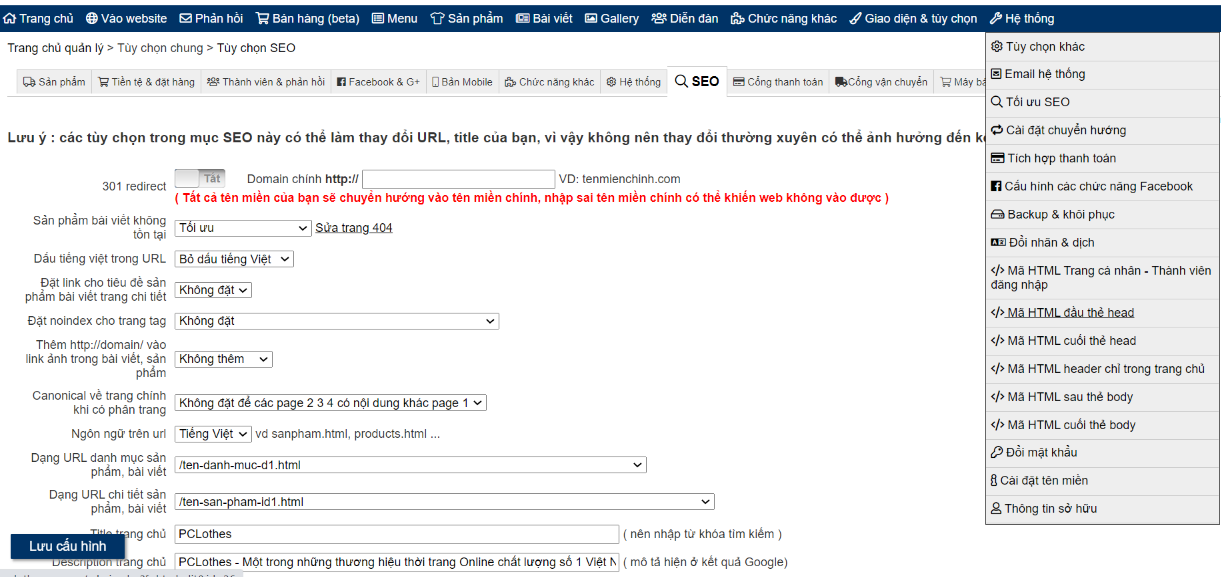 Trang chủ Vào website Phản hồi Bán hàng (beta) Menu Sản phẩm Bài viết Gallery Diễn đàn Chức năng khác Giao diện & tùy chọn Hệ thống
Trang chủ quản lý > Tùy chọn chung > Tùy chọn SEO
Sản phẩm Tiền tệ & đặt hàng Thành viên & phản hồi Facebook & G+ Bản Mobile Chức năng khác Hệ thống SEO Cổng thanh toán Cổng vận chuyển Máy
Lưu ý : các tùy chọn trong mục SEO này có thể làm thay đổi URL, title của bạn, vì vậy không nên thay đổi thường xuyên có thể ảnh hưởng đến
301 redirect Tắt Domain chính http:// VD: tenmienchinh.com
( Tất cả tên miền của bạn sẽ chuyển hướng vào tên miền chính, nhập sai tên miền chính có thể khiến web không vào được )
Sản phẩm bài viết không
tồn tại
Tối ưu Sửa trang 404
Dấu tiếng việt trong URL Bỏ dấu tiếng Việt
Đặt link cho tiêu đề sản
phẩm bài viết trang chi tiết
Không đặt
Đặt noindex cho trang tag Không đặt
Thêm http://domain/ vào
link ảnh trong bài viết, sản
phẩm
Không thêm
Canonical về trang chính
khi có phân trang
Không đặt để các page 2 3 4 có nội dung khác page 1
Ngôn ngữ trên url Tiếng Việt vd sanpham.html, products.html ...
Dạng URL danh mục sản
phẩm, bài viết
/ten-danh-muc-d1.html
Dạng URL chi tiết sản
phẩm, bài viết
/ten-san-pham-id1.html
Title trang chủ PCLothes ( nên nhập từ khóa tìm kiếm )
Lưu cấu hình
Description trang chủ PCLothes - Một trong những thương hiệu thời trang Online chất lượng số 1 Việt N ( mô tả hiện ở kết quả Google)
Tùy chọn khác
Email hệ thống
Tối ưu SEO
Cài đặt chuyển hướng
Tích hợp thanh toán
Cấu hình các chức năng Facebook
Backup & khôi phục
Đổi nhãn & dịch
Mã HTML Trang cá nhân - Thành viên
đăng nhập
Mã HTML đầu thẻ head
Mã HTML cuối thẻ head
Mã HTML header chỉ trong trang chủ
Mã HTML sau thẻ body
Mã HTML cuối thẻ body
Đổi mật khẩu
Cài đặt tên miền
Thông tin sở hữu